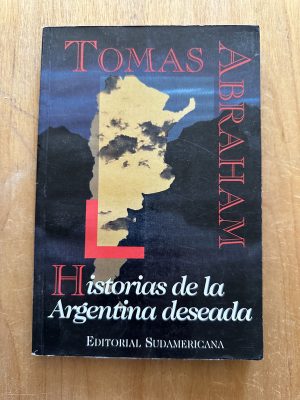 TOMAS
ABRAHAM
Historias de la
Argentina deseada
EDITORIAL SUDAMERICANA